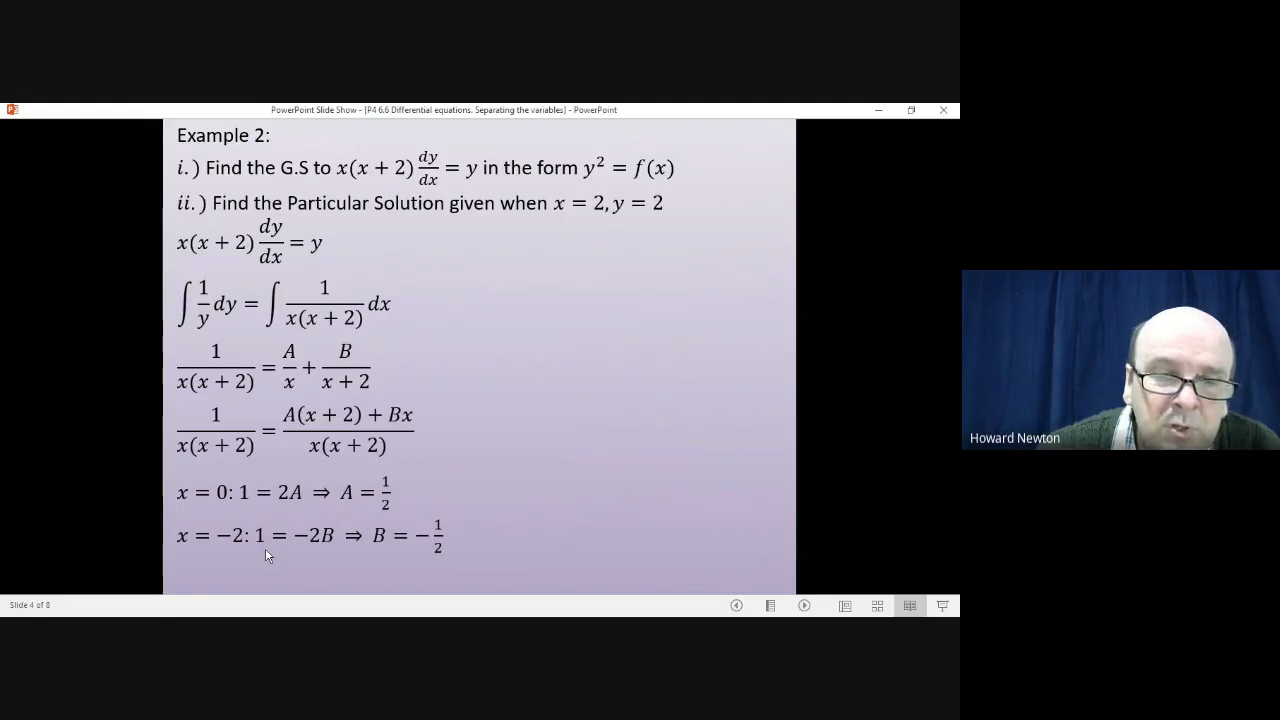 PowerPoint Slide Show - [P4 6.6 Differential equations. Separating the variables] - PowerPoint
Example 2:
i.) Find the G.S to x(x + 2) dy/dx = y in the form y² = f(x)
ii.) Find the Particular Solution given when x = 2, y = 2
x(x + 2) dy/dx = y
∫ 1/y dy = ∫ 1/(x(x + 2)) dx
1/(x(x + 2)) = A/x + B/(x + 2)
1/(x(x + 2)) = (A(x + 2) + Bx)/(x(x + 2))
x = 0: 1 = 2A ⇒ A = 1/2
x = −2: 1 = −2B ⇒ B = −1/2
Howard Newton
Slide 4 of 8